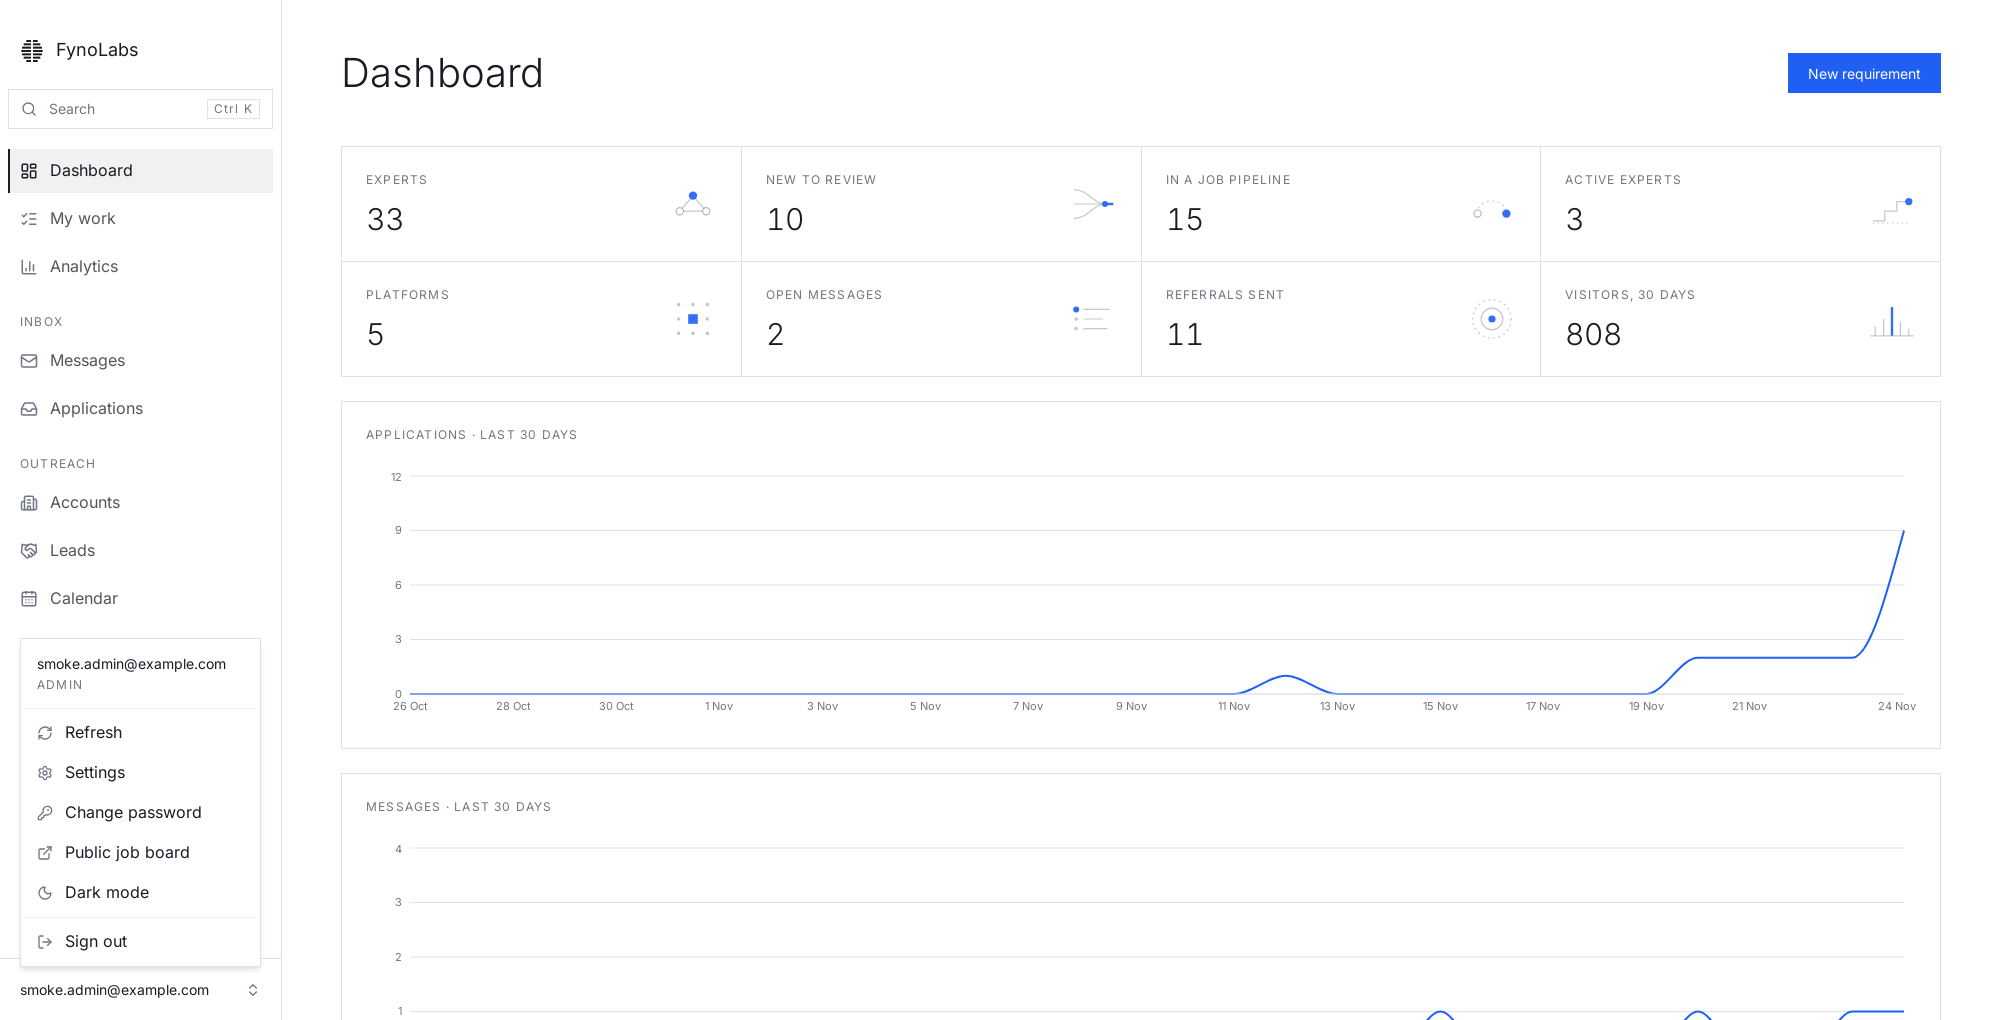 FynoLabs
Search
Ctrl K
Dashboard
My work
Analytics
INBOX
Messages
Applications
OUTREACH
Accounts
Leads
Calendar
smoke.admin@example.com
ADMIN
Refresh
Settings
Change password
Public job board
Dark mode
Sign out
smoke.admin@example.com
Dashboard
New requirement
EXPERTS
33
NEW TO REVIEW
10
IN A JOB PIPELINE
15
ACTIVE EXPERTS
3
PLATFORMS
5
OPEN MESSAGES
2
REFERRALS SENT
11
VISITORS, 30 DAYS
808
APPLICATIONS · LAST 30 DAYS
12
9
6
3
0
26 Oct 28 Oct 30 Oct 1 Nov 3 Nov 5 Nov 7 Nov 9 Nov 11 Nov 13 Nov 15 Nov 17 Nov 19 Nov 21 Nov 24 Nov
MESSAGES · LAST 30 DAYS
4
3
2
1